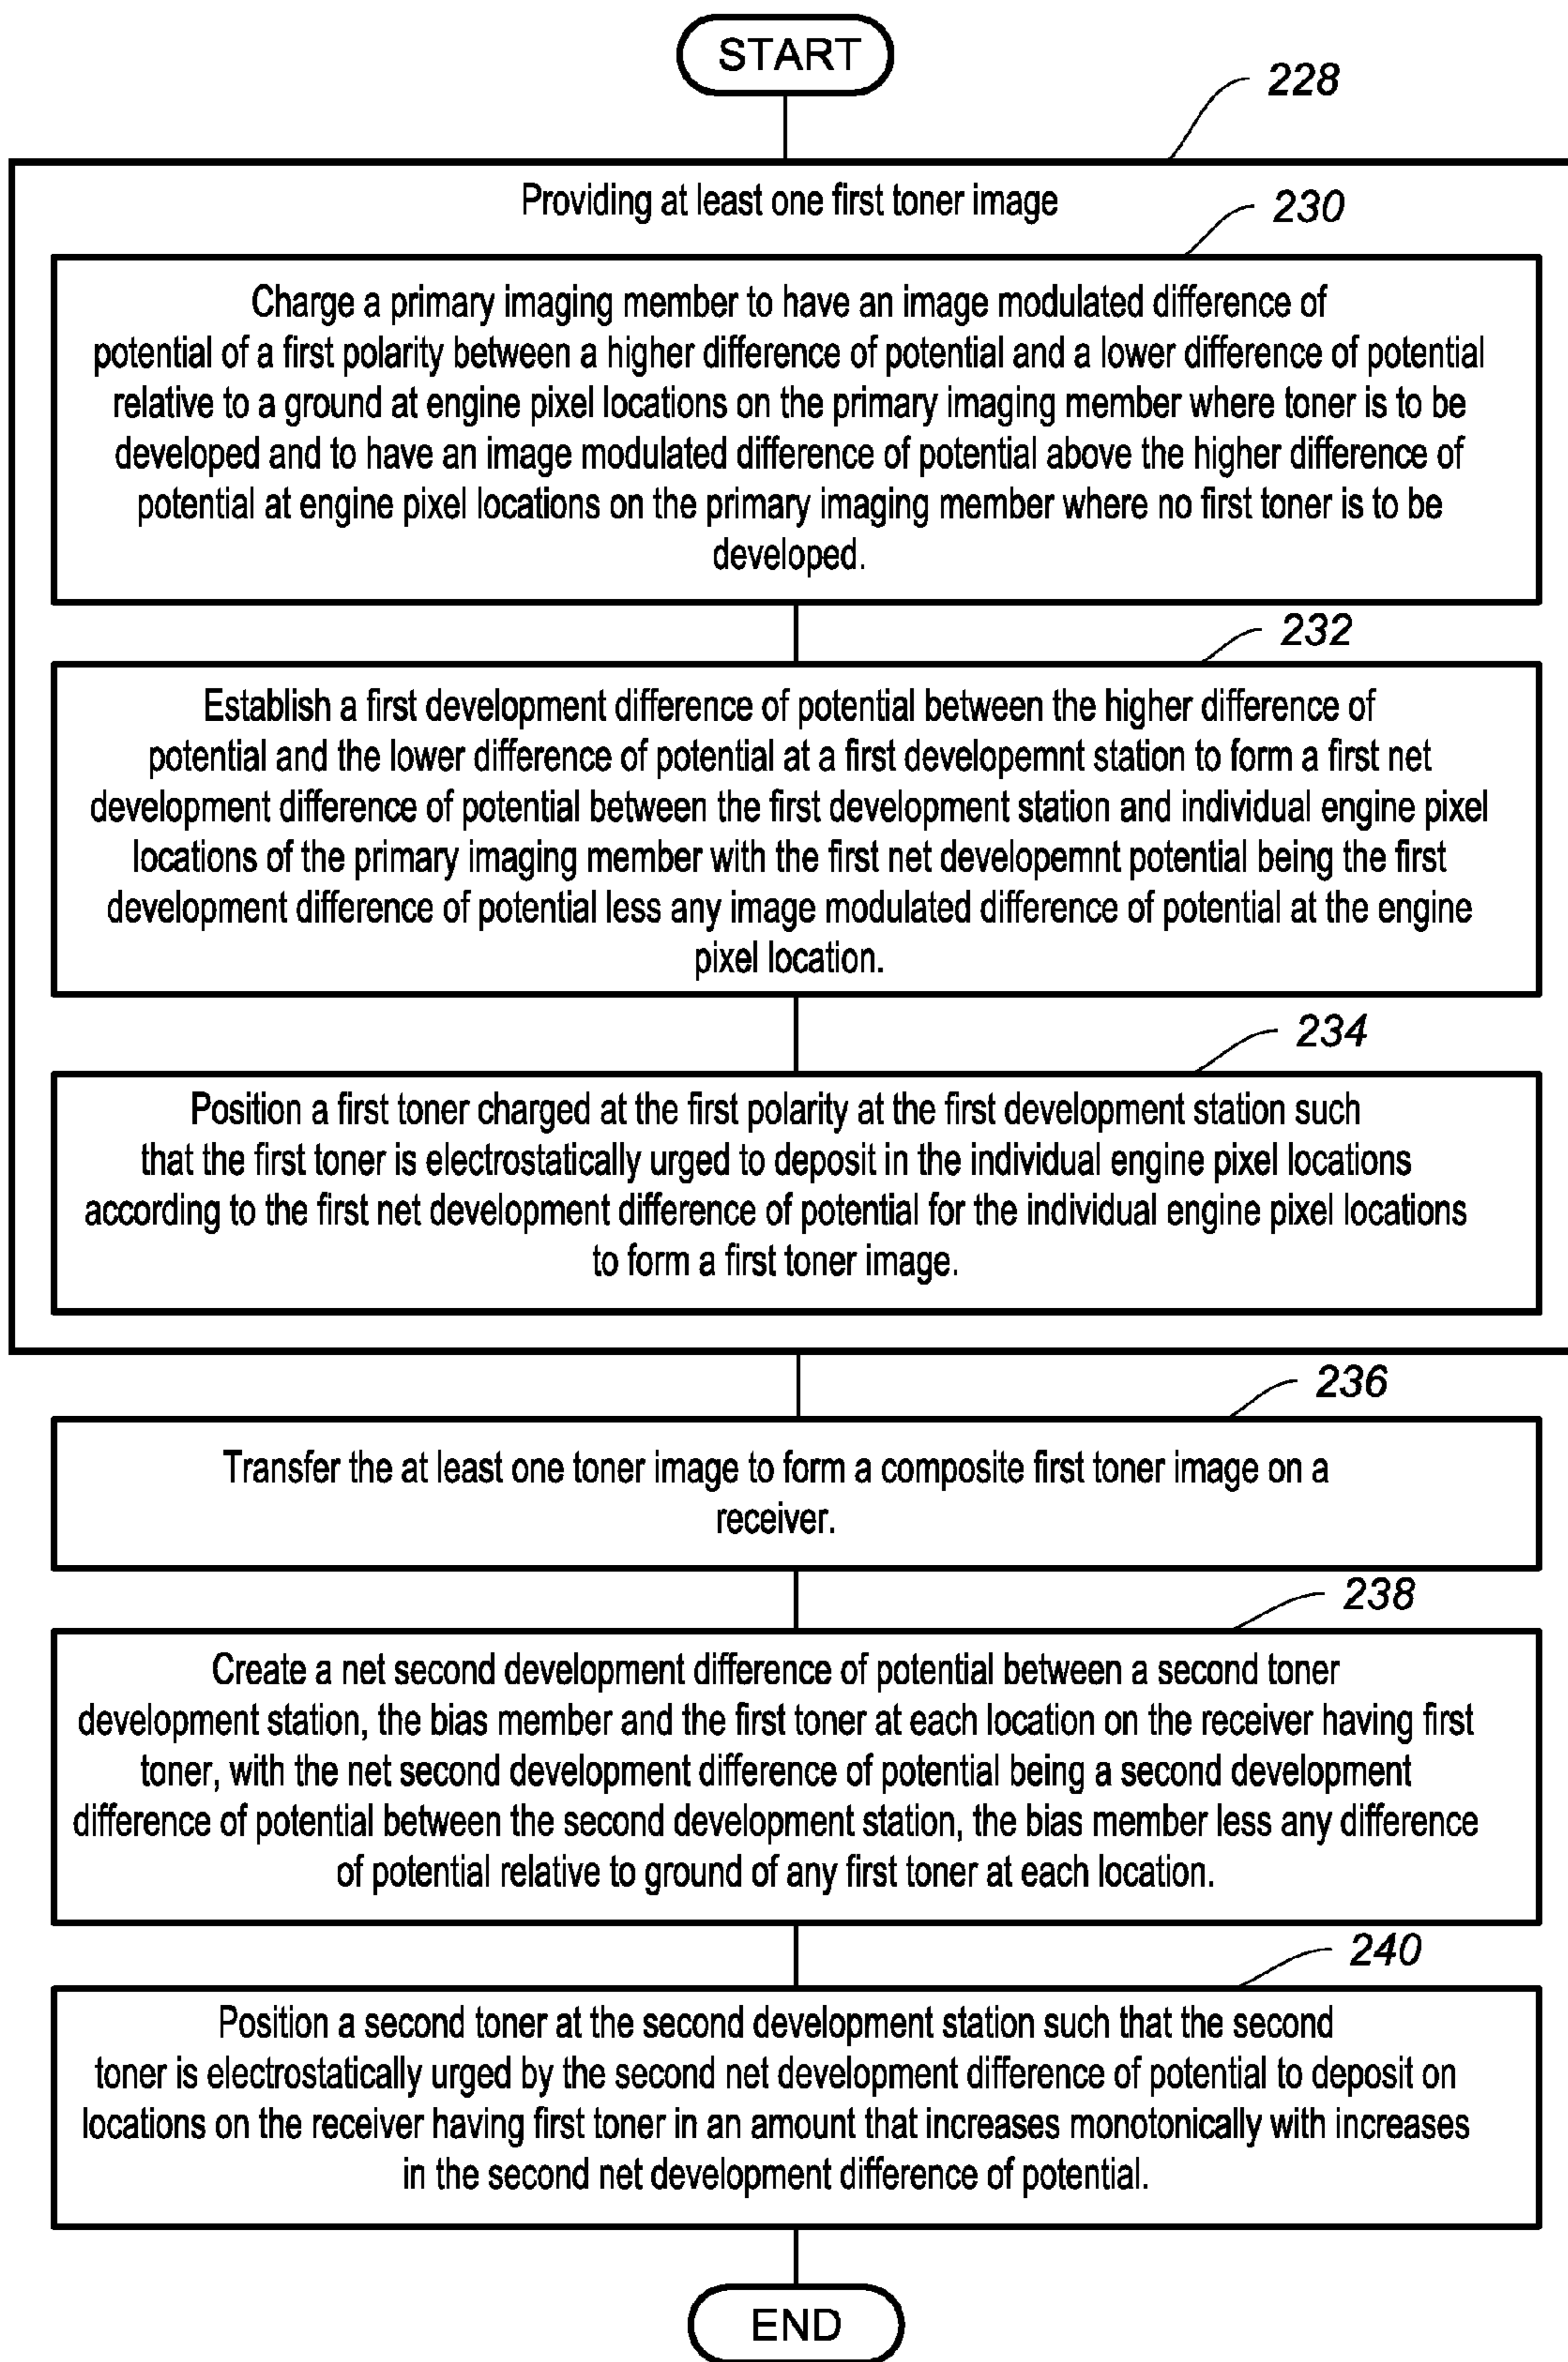 START
228
Providing at least one first toner image
230
Charge a primary imaging member to have an image modulated difference of
potential of a first polarity between a higher difference of potential and a lower difference of potential
relative to a ground at engine pixel locations on the primary imaging member where toner is to be
developed and to have an image modulated difference of potential above the higher difference of
potential at engine pixel locations on the primary imaging member where no first toner is to be
developed.
232
Establish a first development difference of potential between the higher difference of
potential and the lower difference of potential at a first developemnt station to form a first net
development difference of potential between the first development station and individual engine pixel
locations of the primary imaging member with the first net developemnt potential being the first
development difference of potential less any image modulated difference of potential at the engine
pixel location.
234
Position a first toner charged at the first polarity at the first development station such
that the first toner is electrostatically urged to deposit in the individual engine pixel locations
according to the first net development difference of potential for the individual engine pixel locations
to form a first toner image.
236
Transfer the at least one toner image to form a composite first toner image on a
receiver.
238
Create a net second development difference of potential between a second toner
development station, the bias member and the first toner at each location on the receiver having first
toner, with the net second development difference of potential being a second development
difference of potential between the second development station, the bias member less any difference
of potential relative to ground of any first toner at each location.
240
Position a second toner at the second development station such that the second
toner is electrostatically urged by the second net development difference of potential to deposit on
locations on the receiver having first toner in an amount that increases monotonically with increases
in the second net development difference of potential.
END